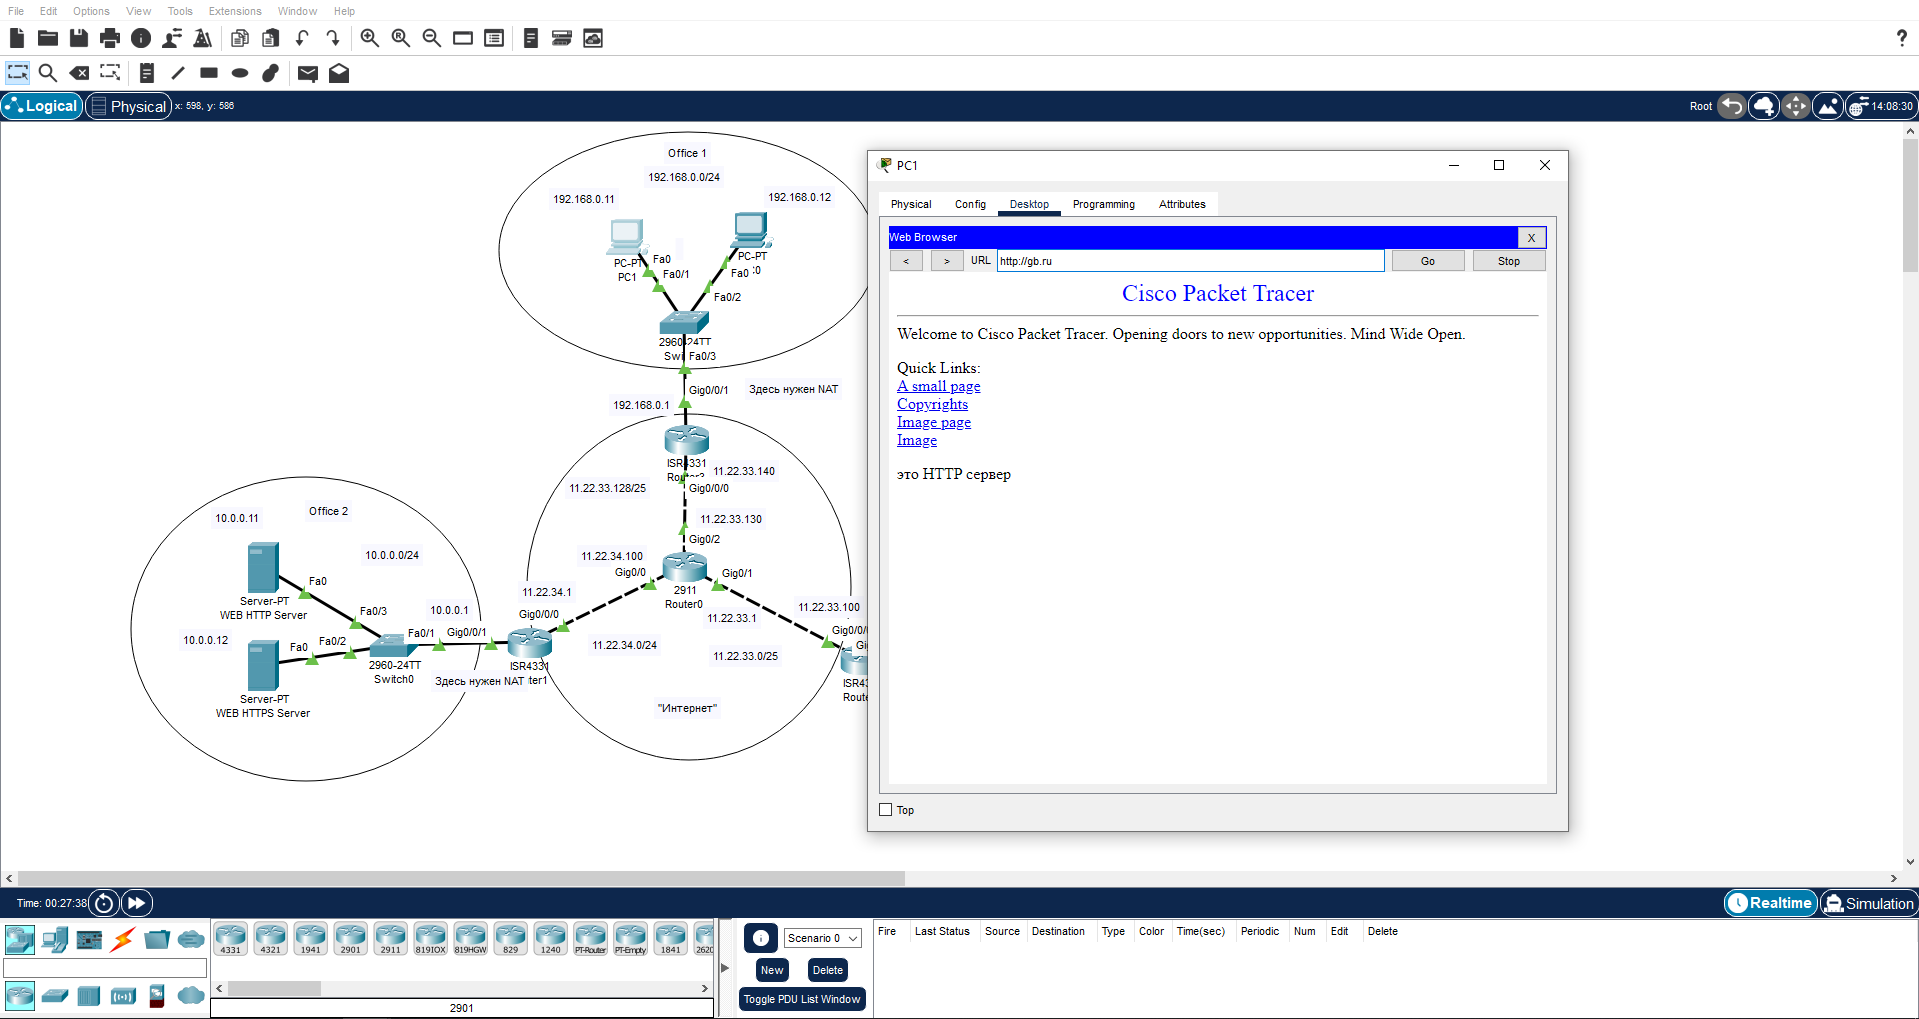 File Edit Options View Tools Extensions Window Help
?
Logical Physical x: 598, y: 586 Root 14:08:30
Office 1
192.168.0.0/24
192.168.0.11
192.168.0.12
PC-PT
PC1
Fa0
Fa0/1
PC-PT
:0
Fa0
Fa0/2
2960-24TT
Swi
Fa0/3
Gig0/0/1
Здесь нужен NAT
192.168.0.1
ISR4331
11.22.33.140
11.22.33.128/25
Gig0/0/0
11.22.33.130
Gig0/2
11.22.34.100
Gig0/0
Gig0/1
2911
Router0
11.22.34.1
Gig0/0/0
11.22.33.1
11.22.33.100
Gig0/0/
Gi
11.22.34.0/24
11.22.33.0/25
ISR43
Route
"Интернет"
Office 2
10.0.0.11
10.0.0.0/24
Fa0
Server-PT
WEB HTTP Server
Fa0/3
10.0.0.1
10.0.0.12
Fa0
Fa0/2
Fa0/1
Gig0/0/1
2960-24TT
Switch0
ISR4331
Здесь нужен NAT
ter1
Server-PT
WEB HTTPS Server
PC1
Physical Config Desktop Programming Attributes
Web Browser X
< > URL http://gb.ru Go Stop
Cisco Packet Tracer
Welcome to Cisco Packet Tracer. Opening doors to new opportunities. Mind Wide Open.
Quick Links:
A small page
Copyrights
Image page
Image
это HTTP сервер
Top
Time: 00:27:38 Realtime Simulation
4331 4321 1941 2901 2911 819IOX 819HGW 829 1240 PT-Router PT-Empty 1841 2620
2901
Scenario 0
New Delete
Toggle PDU List Window
Fire Last Status Source Destination Type Color Time(sec) Periodic Num Edit Delete